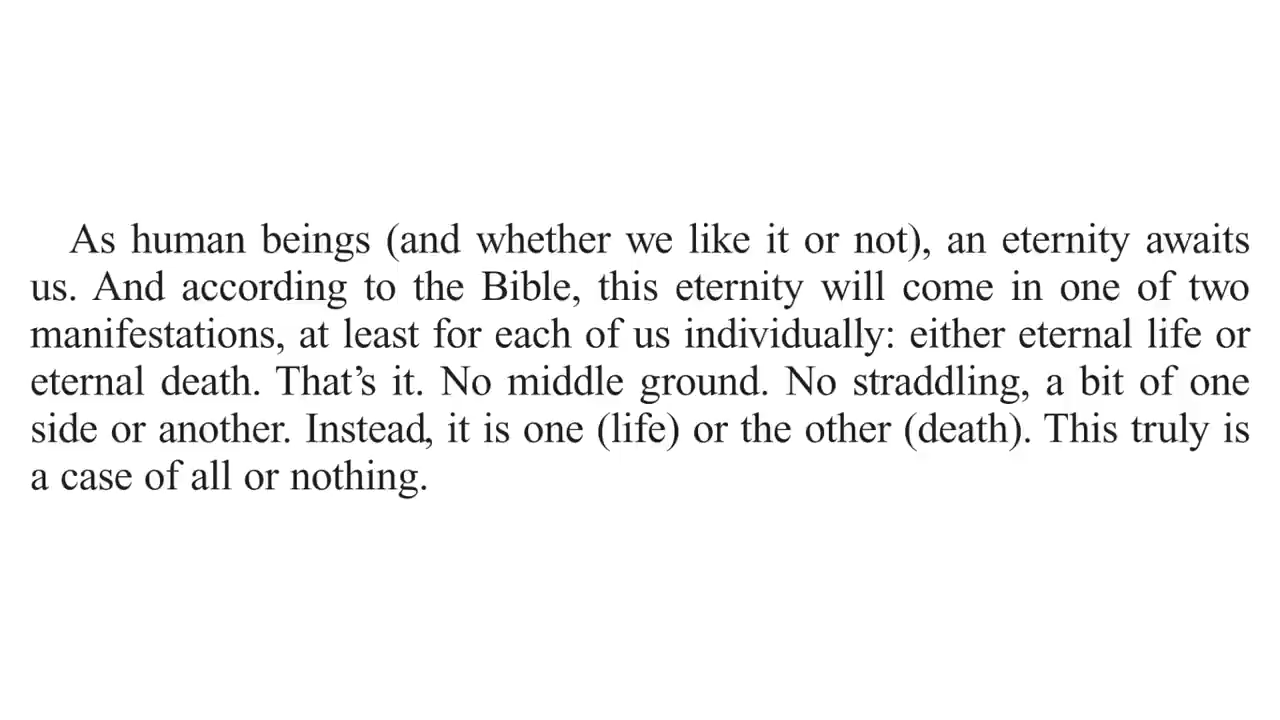 As human beings (and whether we like it or not), an eternity awaits
us. And according to the Bible, this eternity will come in one of two
manifestations, at least for each of us individually: either eternal life or
eternal death. That’s it. No middle ground. No straddling, a bit of one
side or another. Instead, it is one (life) or the other (death). This truly is
a case of all or nothing.